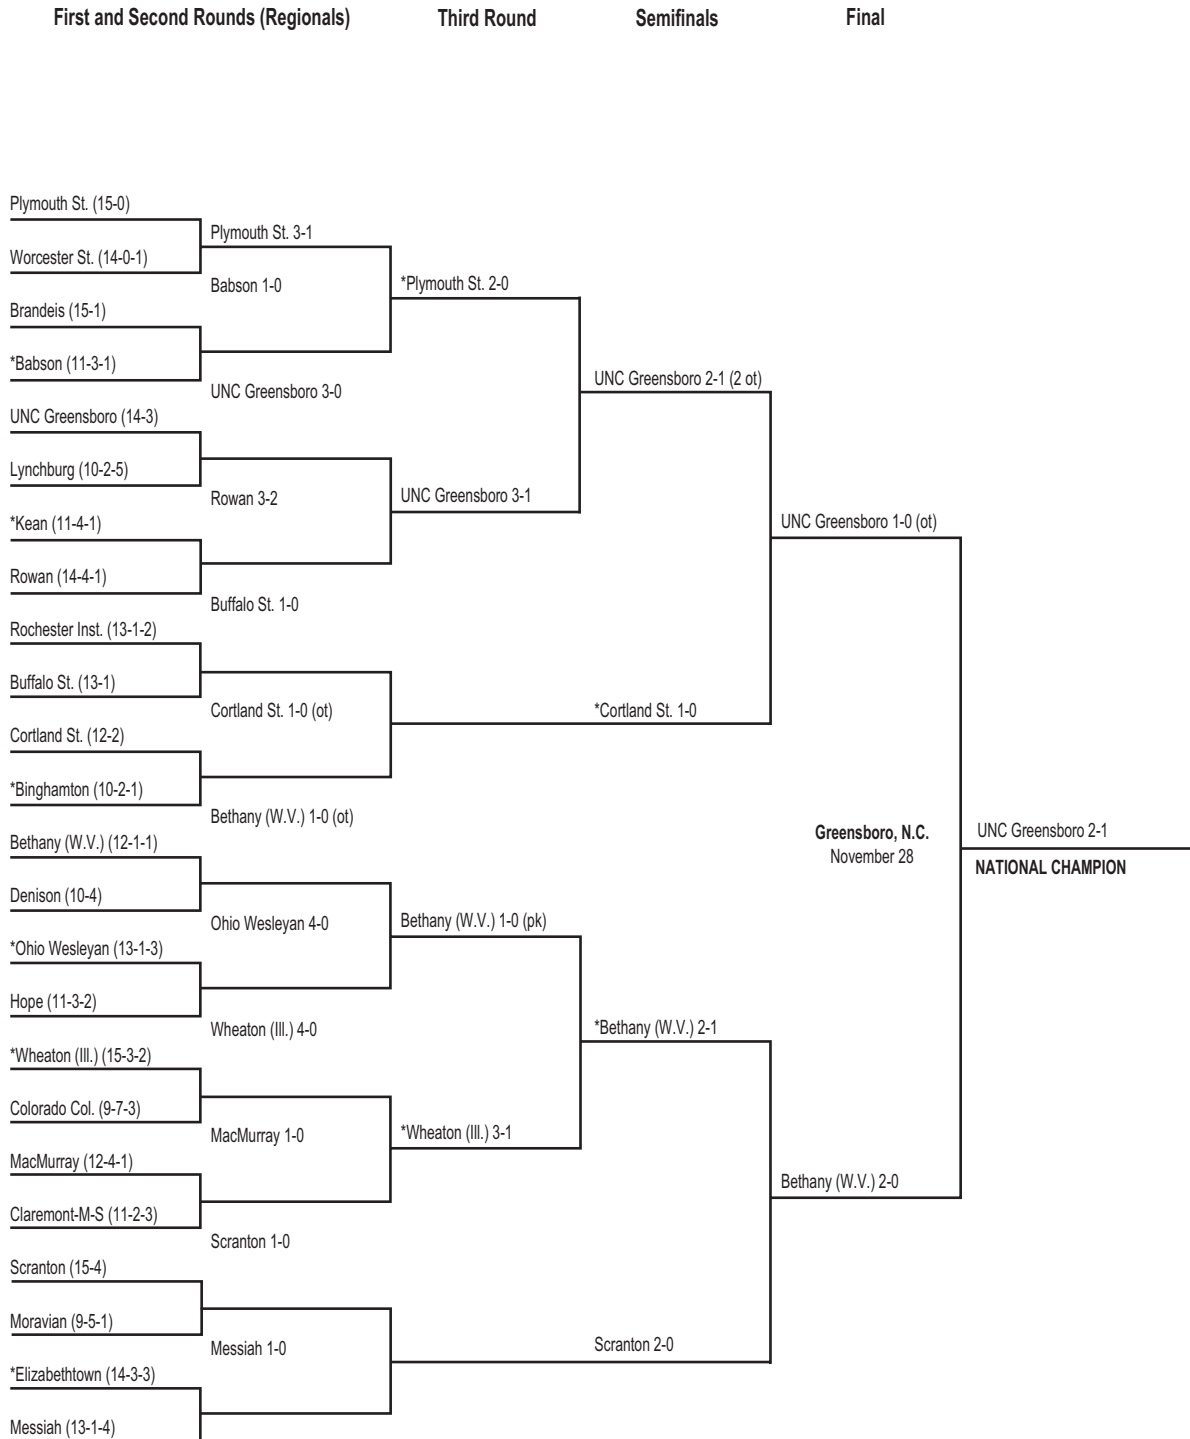 First and Second Rounds (Regionals)
Third Round
Semifinals
Final
Plymouth St. (15-0)
Worcester St. (14-0-1)
Brandeis (15-1)
*Babson (11-3-1)
UNC Greensboro (14-3)
Lynchburg (10-2-5)
*Kean (11-4-1)
Rowan (14-4-1)
Rochester Inst. (13-1-2)
Buffalo St. (13-1)
Cortland St. (12-2)
*Binghamton (10-2-1)
Bethany (W.V.) (12-1-1)
Denison (10-4)
*Ohio Wesleyan (13-1-3)
Hope (11-3-2)
*Wheaton (Ill.) (15-3-2)
Colorado Col. (9-7-3)
MacMurray (12-4-1)
Claremont-M-S (11-2-3)
Scranton (15-4)
Moravian (9-5-1)
*Elizabethtown (14-3-3)
Messiah (13-1-4)
Plymouth St. 3-1
Babson 1-0
UNC Greensboro 3-0
Rowan 3-2
Buffalo St. 1-0
Cortland St. 1-0 (ot)
Bethany (W.V.) 1-0 (ot)
Ohio Wesleyan 4-0
Wheaton (Ill.) 4-0
MacMurray 1-0
Scranton 1-0
Messiah 1-0
*Plymouth St. 2-0
UNC Greensboro 3-1
Bethany (W.V.) 1-0 (pk)
*Wheaton (Ill.) 3-1
UNC Greensboro 2-1 (2 ot)
*Cortland St. 1-0
*Bethany (W.V.) 2-1
Scranton 2-0
UNC Greensboro 1-0 (ot)
Bethany (W.V.) 2-0
Greensboro, N.C.
November 28
UNC Greensboro 2-1
NATIONAL CHAMPION